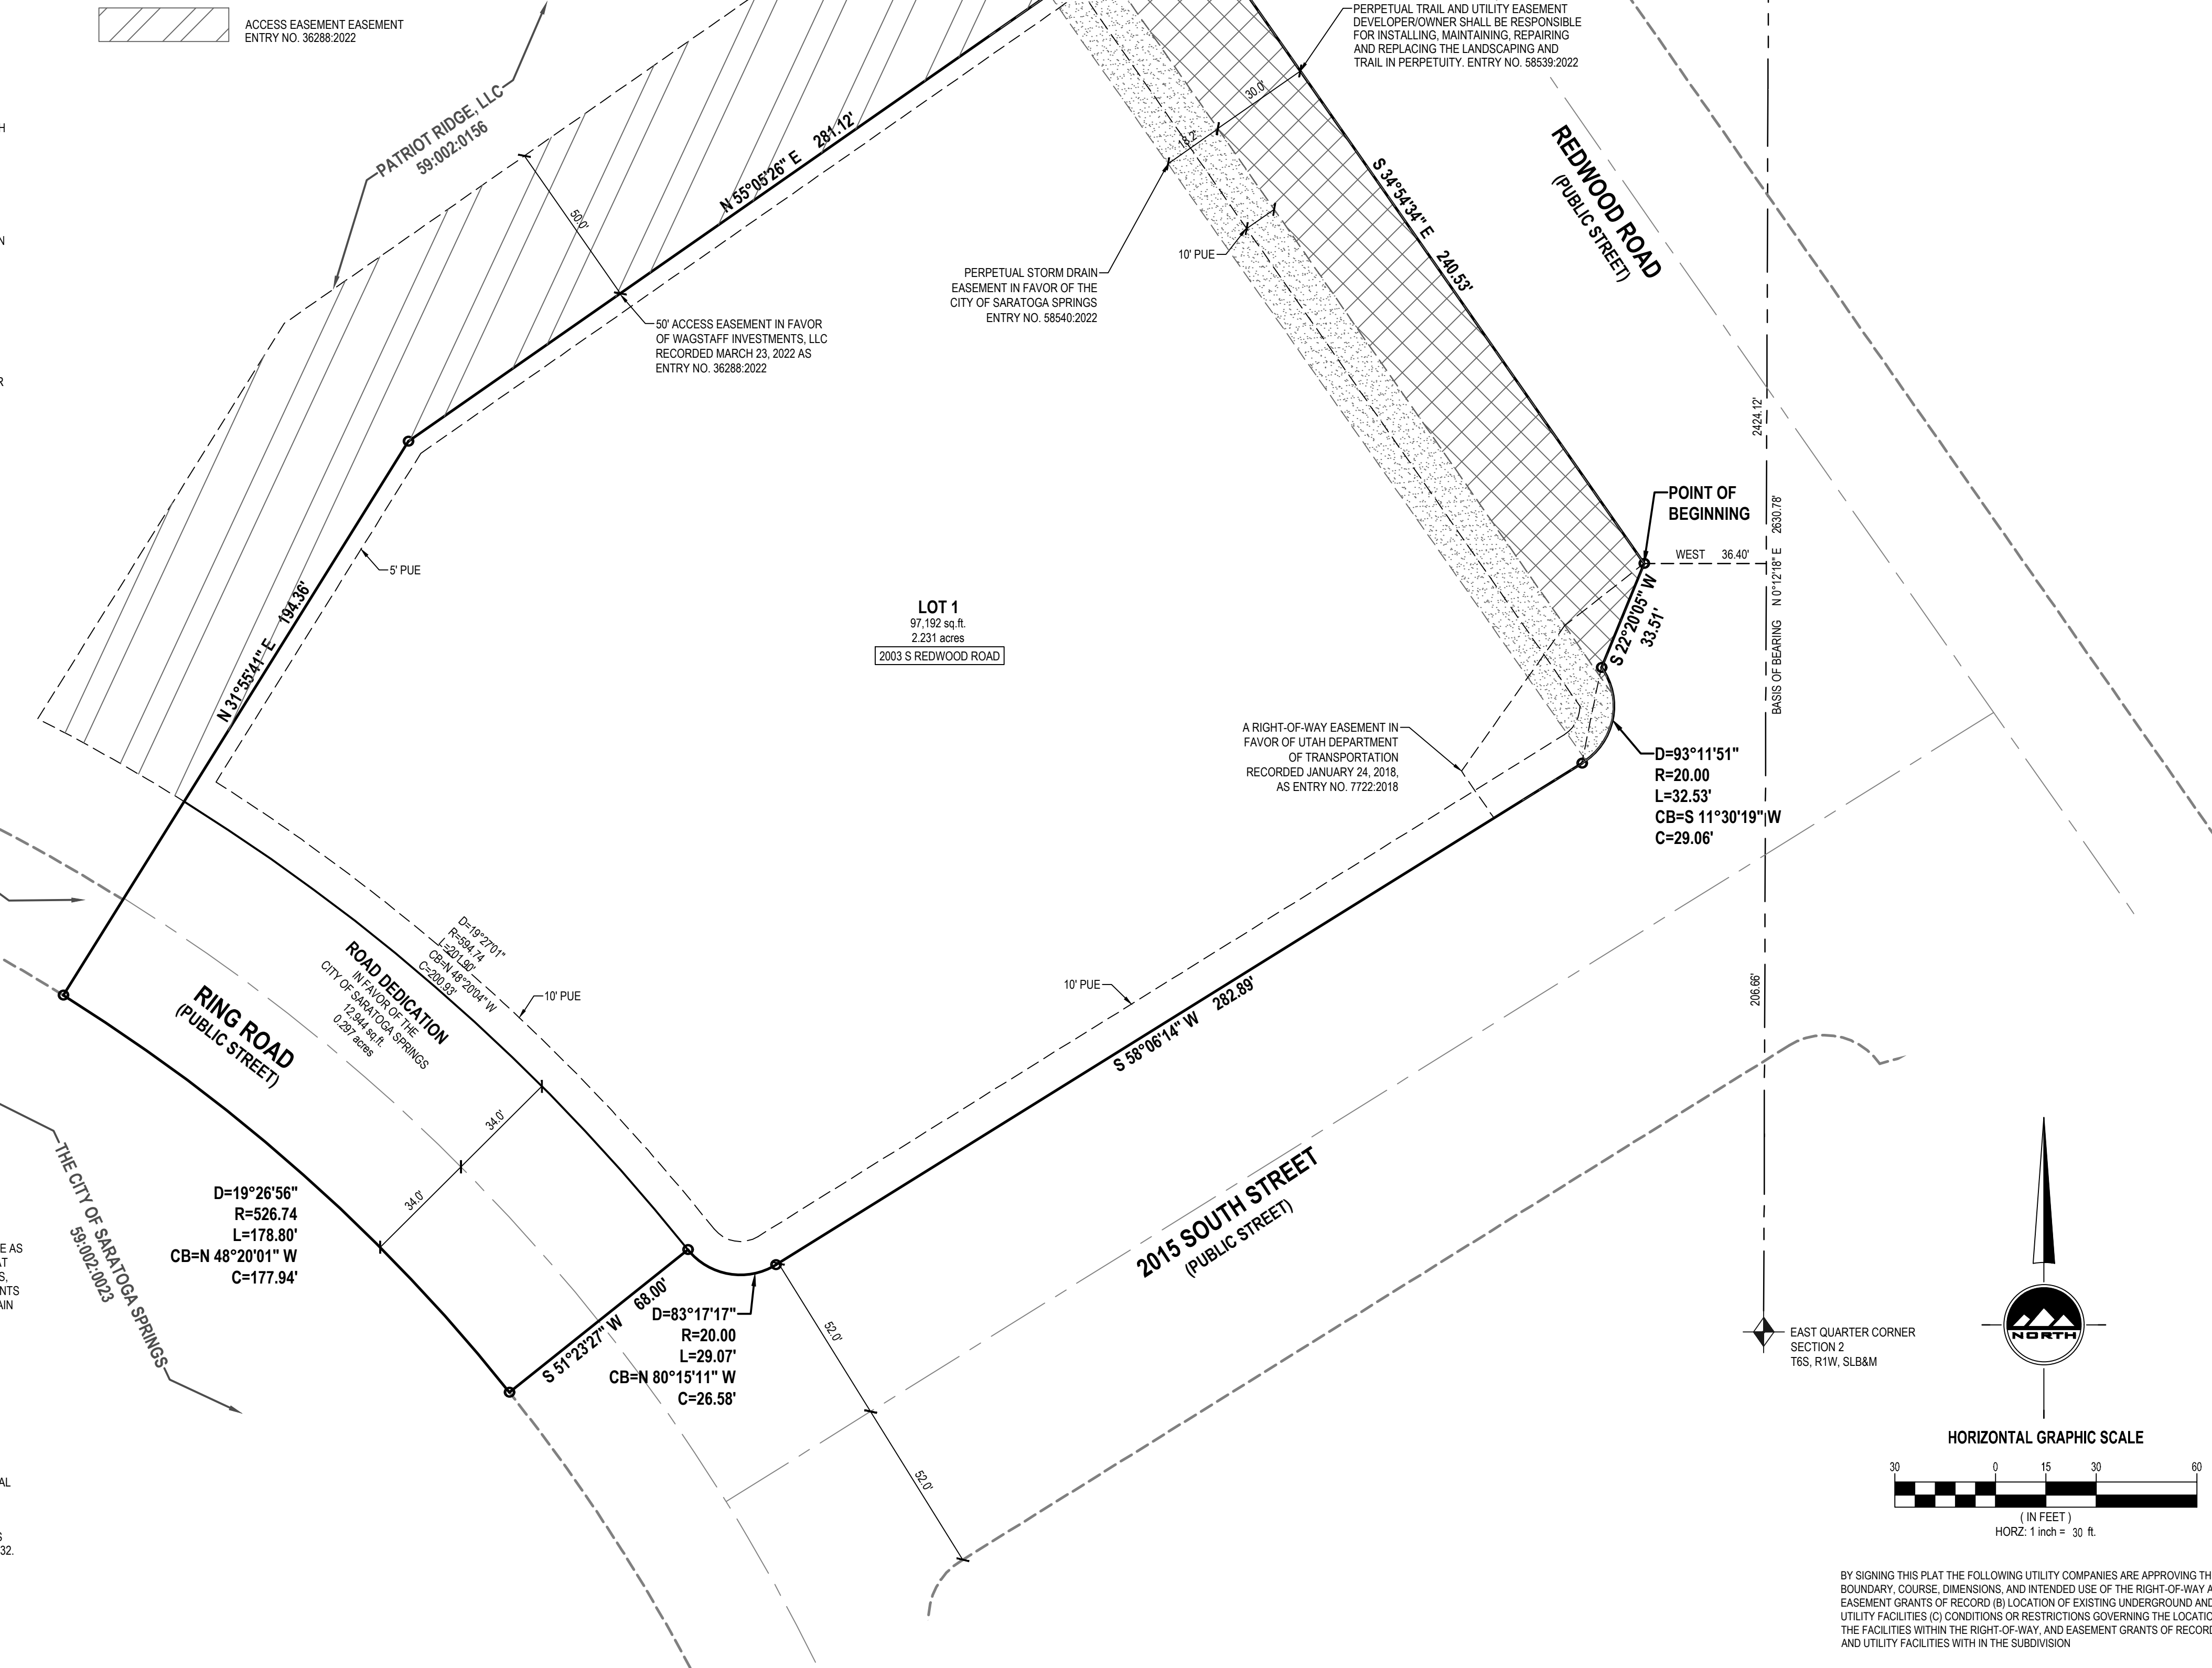 ACCESS EASEMENT EASEMENT
ENTRY NO. 36288:2022
PERPETUAL TRAIL AND UTILITY EASEMENT
DEVELOPER/OWNER SHALL BE RESPONSIBLE
FOR INSTALLING, MAINTAINING, REPAIRING
AND REPLACING THE LANDSCAPING AND
TRAIL IN PERPETUITY. ENTRY NO. 58539:2022
PATRIOT RIDGE, LLC
59:002:0156
N 55°05'26" E 281.12'
50.0'
30.0'
18.2'
10' PUE
S 34°54'34" E 240.53'
REDWOOD ROAD
(PUBLIC STREET)
PERPETUAL STORM DRAIN
EASEMENT IN FAVOR OF THE
CITY OF SARATOGA SPRINGS
ENTRY NO. 58540:2022
50' ACCESS EASEMENT IN FAVOR
OF WAGSTAFF INVESTMENTS, LLC
RECORDED MARCH 23, 2022 AS
ENTRY NO. 36288:2022
2424.12'
POINT OF
BEGINNING
WEST 36.40'
BASIS OF BEARING N 0°12'18" E 2630.78'
5' PUE
N 31°55'41" E 194.36'
LOT 1
97,192 sq.ft.
2.231 acres
2003 S REDWOOD ROAD
S 22°20'05" W
33.51'
A RIGHT-OF-WAY EASEMENT IN
FAVOR OF UTAH DEPARTMENT
OF TRANSPORTATION
RECORDED JANUARY 24, 2018,
AS ENTRY NO. 7722:2018
D=93°11'51"
R=20.00
L=32.53'
CB=S 11°30'19" W
C=29.06'
D=19°27'01"
R=594.74
L=201.90'
CB=N 48°20'04" W
C=200.93'
ROAD DEDICATION
IN FAVOR OF THE
CITY OF SARATOGA SPRINGS
12,944 sq.ft.
0.297 acres
10' PUE
10' PUE
206.66'
RING ROAD
(PUBLIC STREET)
S 58°06'14" W 282.89'
34.0'
34.0'
THE CITY OF SARATOGA SPRINGS
59:002:0023
D=19°26'56"
R=526.74
L=178.80'
CB=N 48°20'01" W
C=177.94'
2015 SOUTH STREET
(PUBLIC STREET)
S 51°23'27" W 68.00'
D=83°17'17"
R=20.00
L=29.07'
CB=N 80°15'11" W
C=26.58'
52.0'
52.0'
EAST QUARTER CORNER
SECTION 2
T6S, R1W, SLB&M
NORTH
HORIZONTAL GRAPHIC SCALE
30 0 15 30 60
( IN FEET )
HORZ: 1 inch = 30 ft.
BY SIGNING THIS PLAT THE FOLLOWING UTILITY COMPANIES ARE APPROVING
BOUNDARY, COURSE, DIMENSIONS, AND INTENDED USE OF THE RIGHT-OF-WAY
EASEMENT GRANTS OF RECORD (B) LOCATION OF EXISTING UNDERGROUND AND
UTILITY FACILITIES (C) CONDITIONS OR RESTRICTIONS GOVERNING THE
THE FACILITIES WITHIN THE RIGHT-OF-WAY, AND EASEMENT GRANTS OF RECORD
AND UTILITY FACILITIES WITH IN THE SUBDIVISION